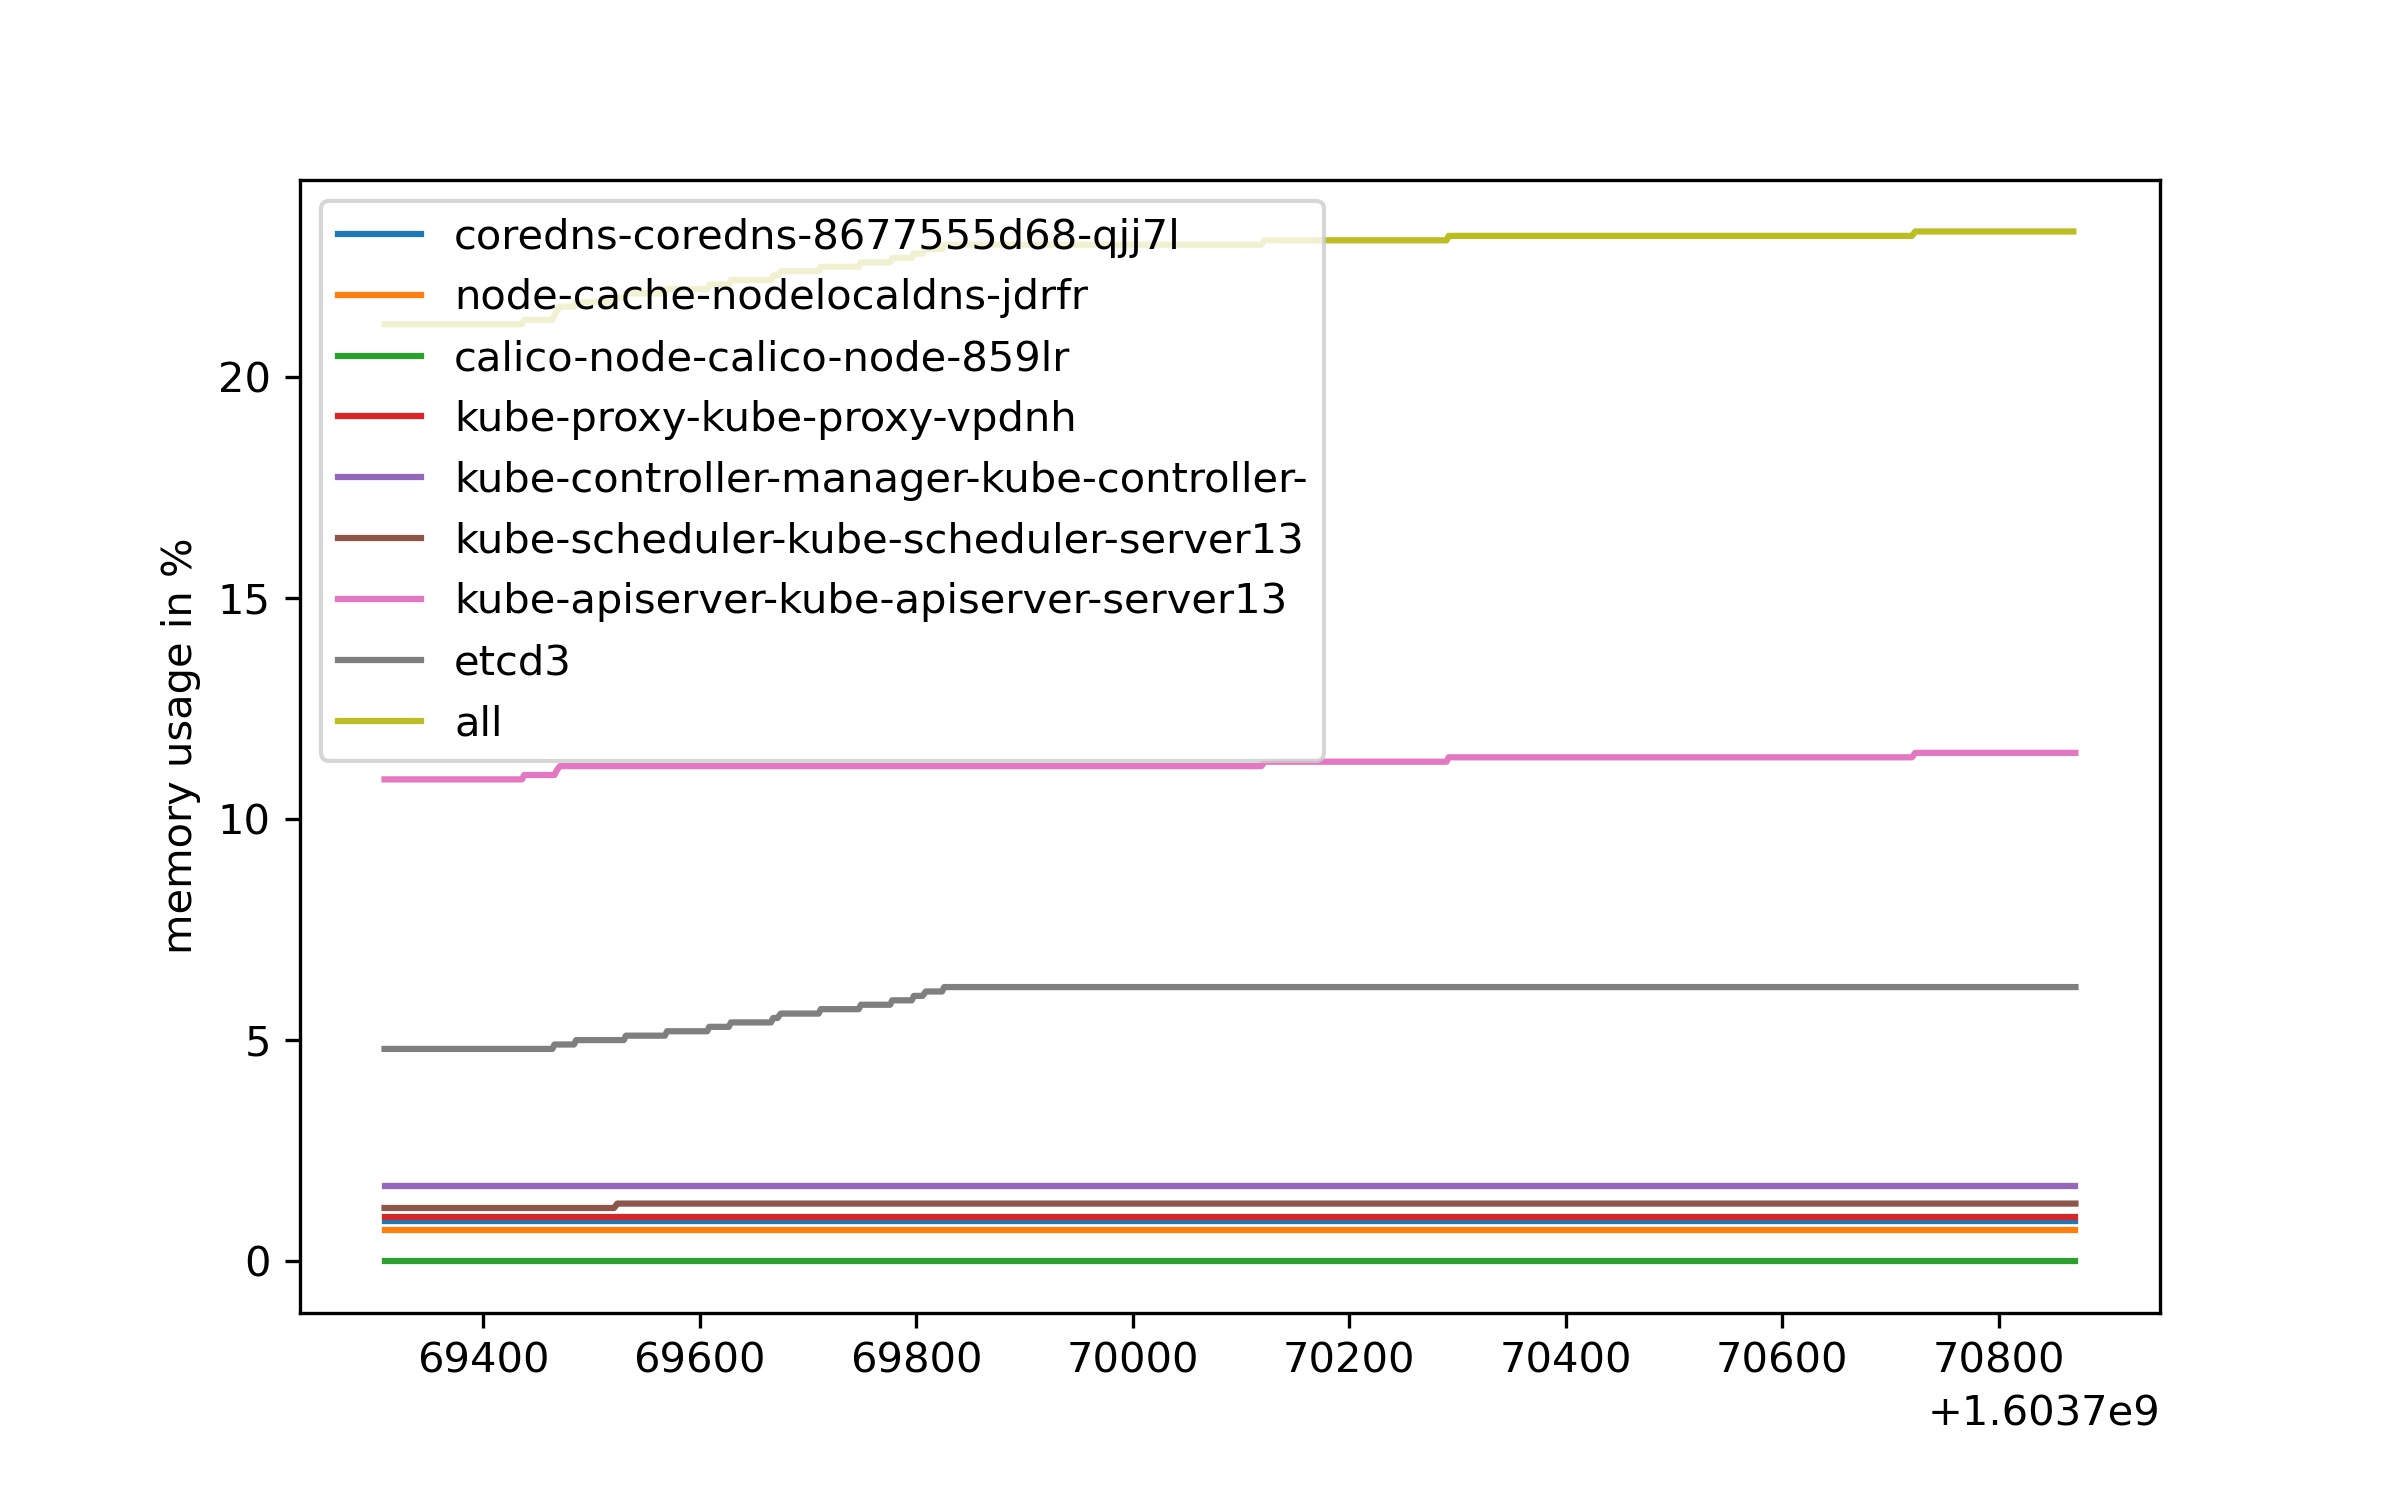 coredns-coredns-8677555d68-qjj7l
node-cache-nodelocaldns-jdrfr
calico-node-calico-node-859lr
kube-proxy-kube-proxy-vpdnh
kube-controller-manager-kube-controller-
kube-scheduler-kube-scheduler-server13
kube-apiserver-kube-apiserver-server13
etcd3
all
memory usage in %
20
15
10
5
0
69400 69600 69800 70000 70200 70400 70600 70800
+1.6037e9